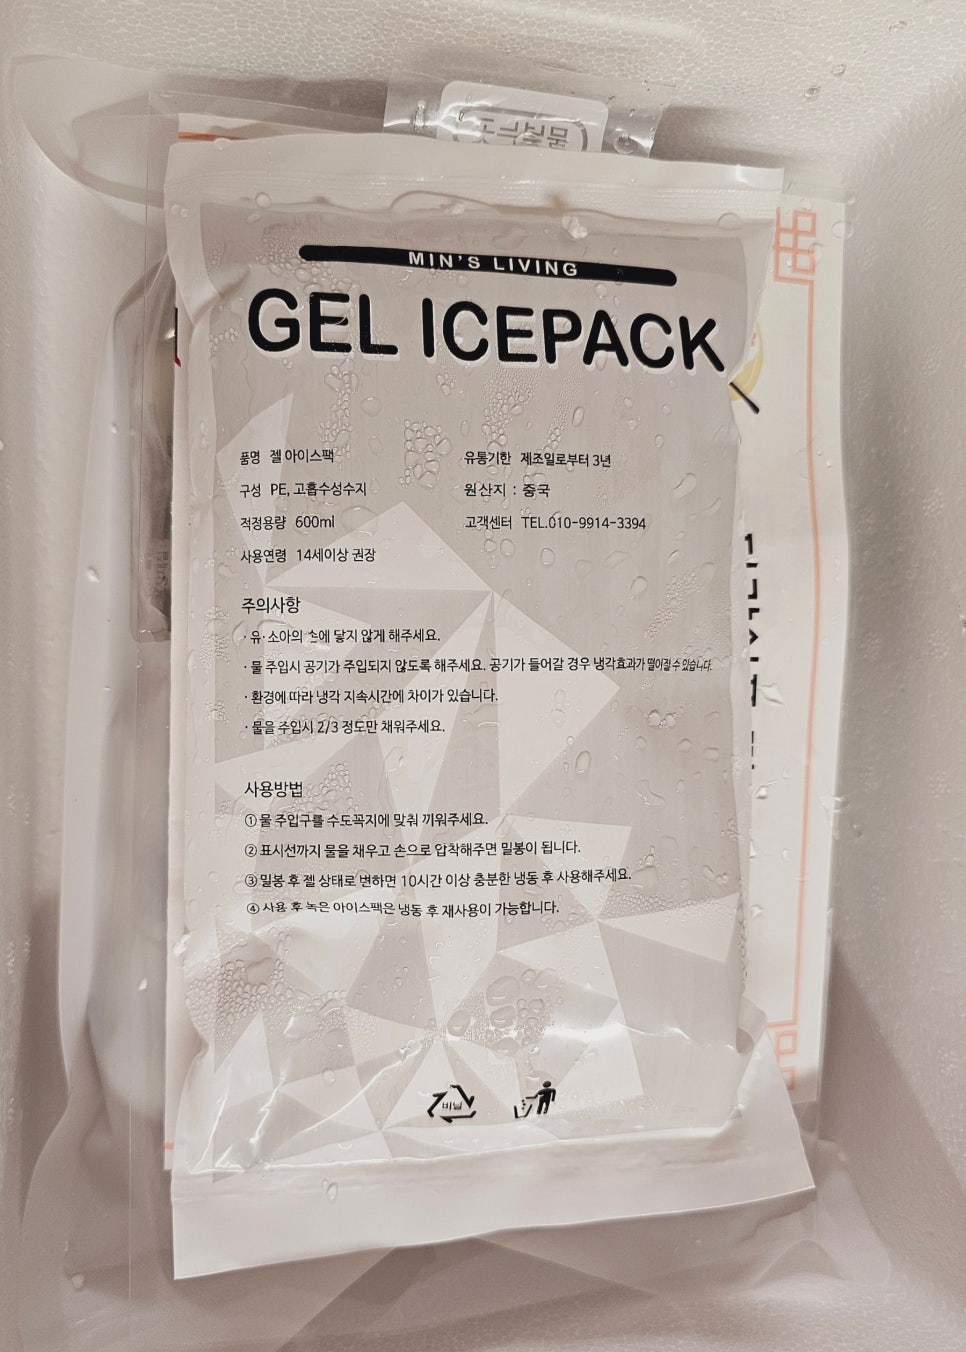 MIN'S LIVING
GEL ICEPACK
품명 젤 아이스팩
유통기한 제조일로부터 3년
구성 PE, 고흡수성수지
원산지 : 중국
적정용량 600ml
고객센터 TEL.010-9914-3394
사용연령 14세이상 권장
주의사항
· 유·소아의 손에 닿지 않게 해주세요.
· 물 주입시 공기가 주입되지 않도록 해주세요. 공기가 들어갈 경우 냉각효과가 떨어질 수 있습니다.
· 환경에 따라 냉각 지속시간에 차이가 있습니다.
· 물을 주입시 2/3 정도만 채워주세요.
사용방법
① 물 주입구를 수도꼭지에 맞춰 끼워주세요.
② 표시선까지 물을 채우고 손으로 압착해주면 밀봉이 됩니다.
③ 밀봉 후 젤 상태로 변하면 10시간 이상 충분한 냉동 후 사용해주세요.
④ 사용 후 녹은 아이스팩은 냉동 후 재사용이 가능합니다.
비닐